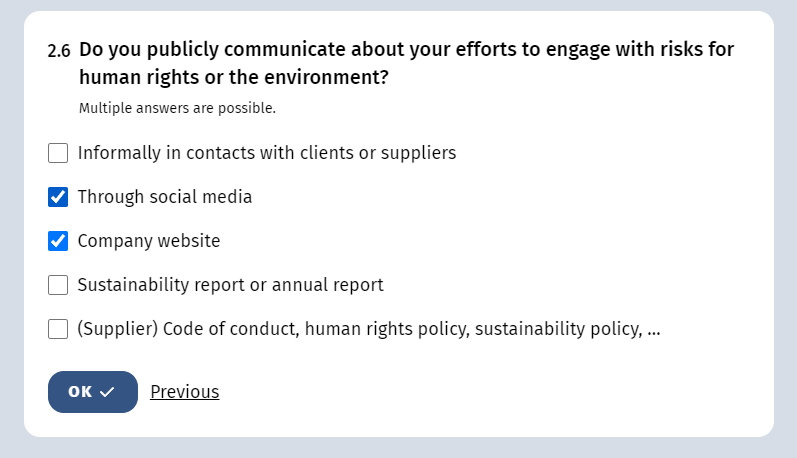 2.6 Do you publicly communicate about your efforts to engage with risks for
human rights or the environment?
Multiple answers are possible.
Informally in contacts with clients or suppliers
Through social media
Company website
Sustainability report or annual report
(Supplier) Code of conduct, human rights policy, sustainability policy, ...
OK Previous